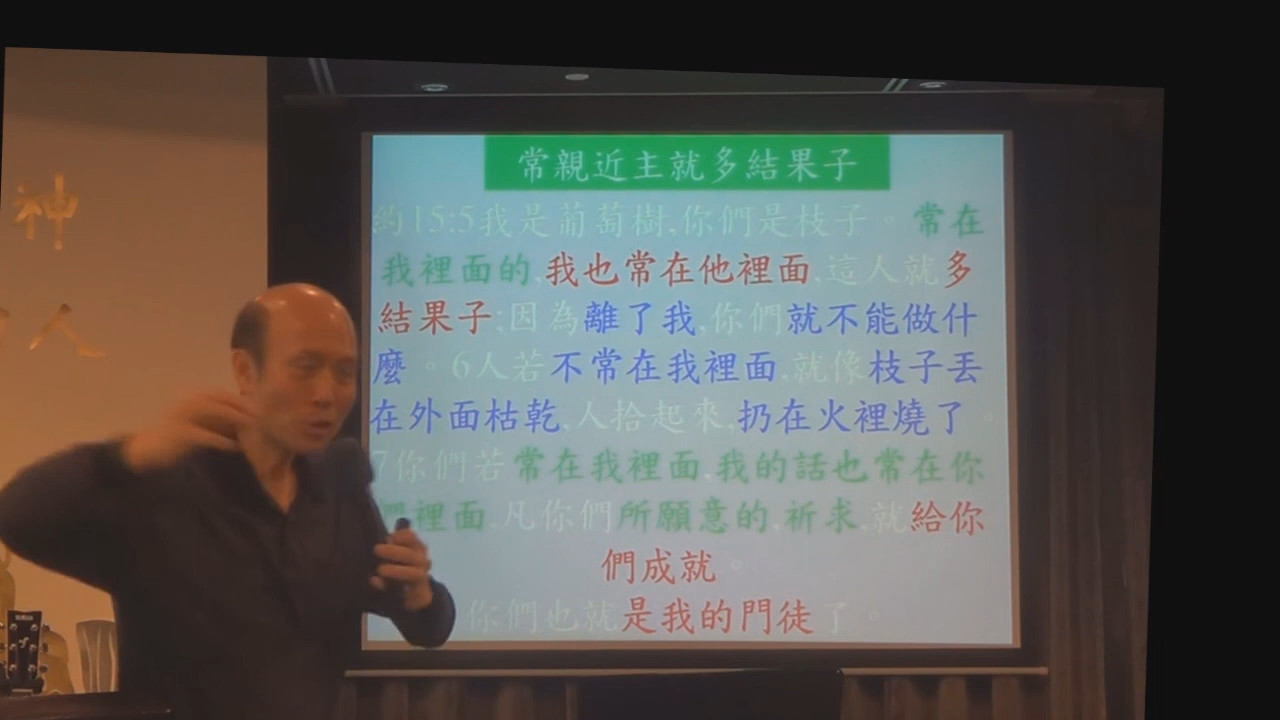 神
人
常親近主就多結果子
約15:5我是葡萄樹,你們是枝子。常在
我裡面的,我也常在他裡面,這人就多
結果子;因為離了我,你們就不能做什
麼。6人若不常在我裡面,就像枝子丟
在外面枯乾,人拾起來,扔在火裡燒了。
7你們若常在我裡面,我的話也常在你
們裡面,凡你們所願意的,祈求,就給你
們成就。
你們也就是我的門徒了。